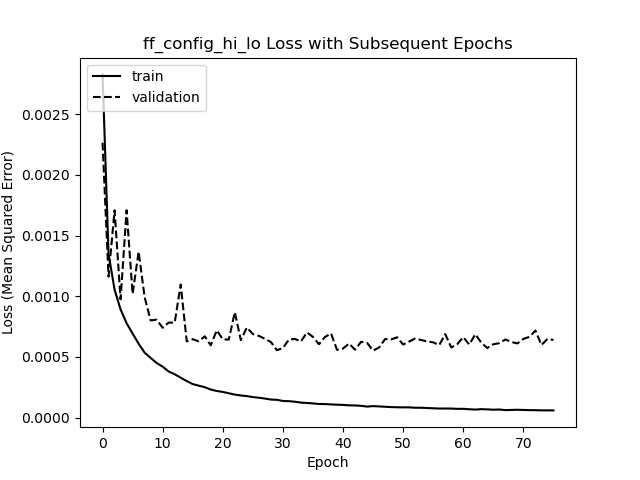 ff_config_hi_lo Loss with Subsequent Epochs
train
validation
Loss (Mean Squared Error)
0.0025
0.0020
0.0015
0.0010
0.0005
0.0000
0 10 20 30 40 50 60 70
Epoch